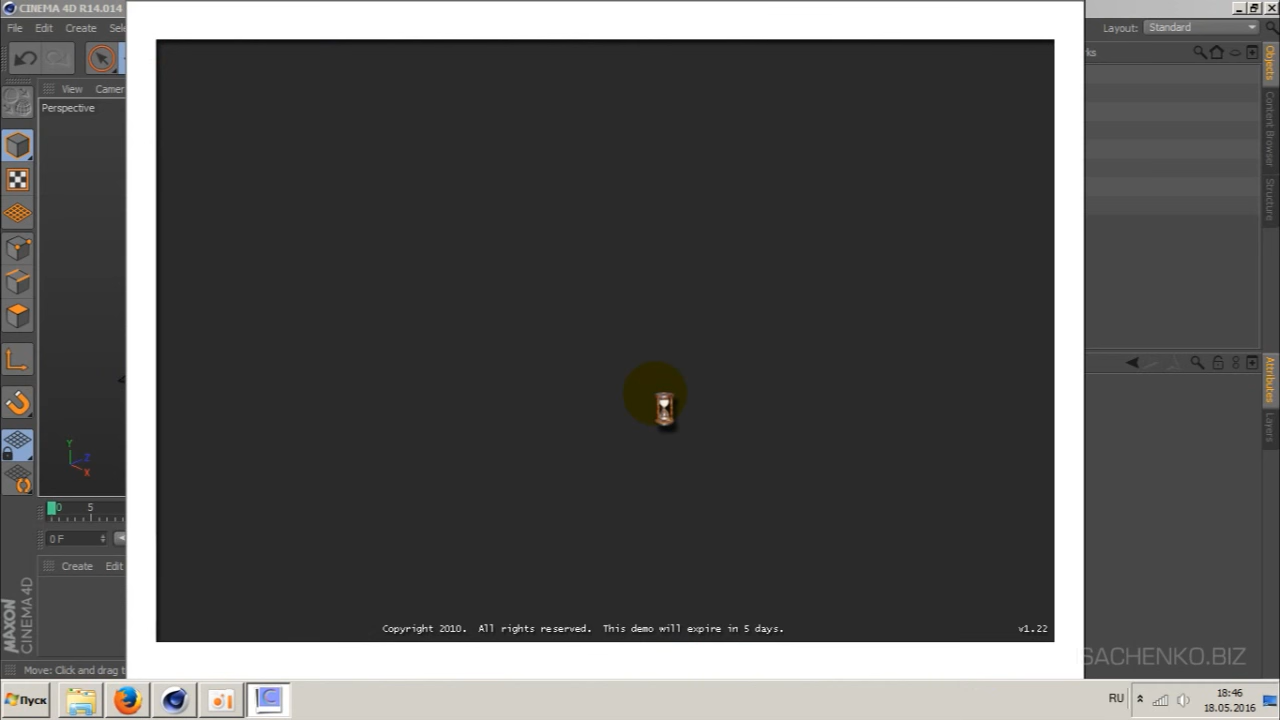 CINEMA 4D R14.014
File Edit Create
Layout: Standard
View
Perspective
Objects
Content Browser
Structure
Attributes
Layers
Y
Z
X
0 5
0 F
Create Edit
MAXON
CINEMA 4D
Move: Click and drag
Copyright 2010. All rights reserved. This demo will expire in 5 days.
v1.22
SACHENKO.BIZ
Пуск
RU
18:46
18.05.2016